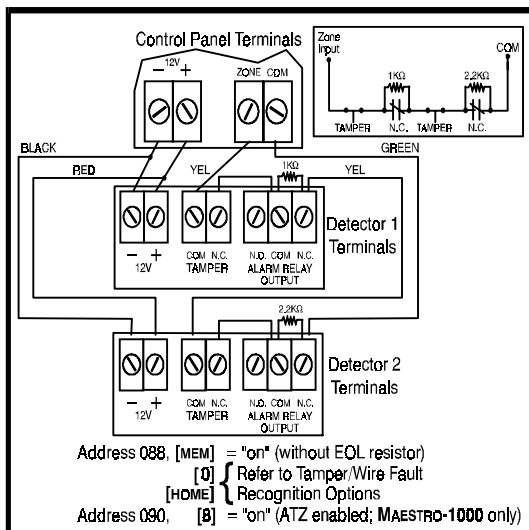 Control Panel Terminals
12V
− +
ZONE COM
Zone Input
COM
1KΩ
2.2KΩ
TAMPER N.C. TAMPER N.C.
BLACK
RED
YEL
1KΩ
YEL
GREEN
Detector 1 Terminals
− +
12V
COM N.C.
TAMPER
N.O. COM N.C.
ALARM RELAY OUTPUT
2.2KΩ
Detector 2 Terminals
− +
12V
COM N.C.
TAMPER
N.O. COM N.C.
ALARM RELAY OUTPUT
Address 088, [MEM] = "on" (without EOL resistor)
[0] { Refer to Tamper/Wire Fault
[HOME] Recognition Options
Address 090, [8] = "on" (ATZ enabled; MAESTRO-1000 only)